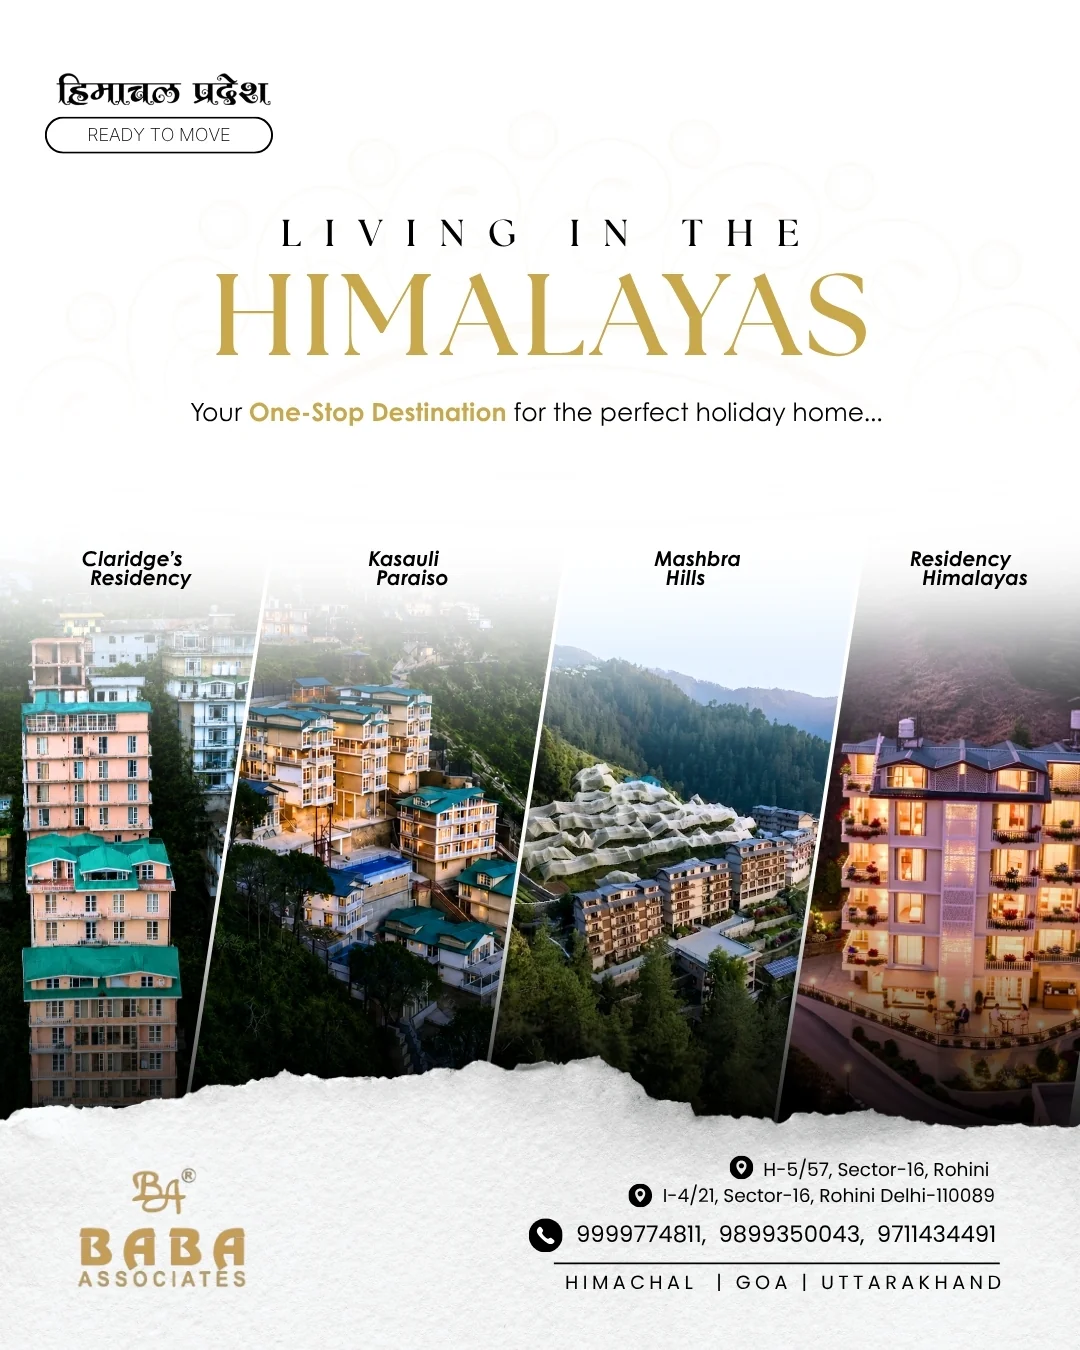 हिमाचल प्रदेश
READY TO MOVE
LIVING IN THE
HIMALAYAS
Your One-Stop Destination for the perfect holiday home...
Claridge's
Residency
Kasauli
Paraiso
Mashbra
Hills
Residency
Himalayas
BA®
BABA
ASSOCIATES
H-5/57, Sector-16, Rohini
I-4/21, Sector-16, Rohini Delhi-110089
9999774811, 9899350043, 9711434491
HIMACHAL | GOA | UTTARAKHAND